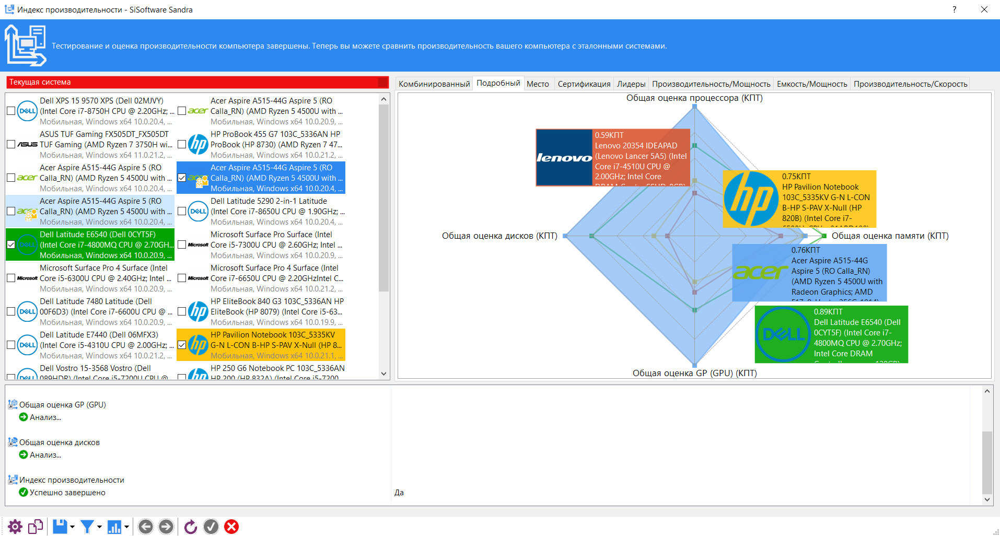 Индекс производительности - SiSoftware Sandra
?
Тестирование и оценка производительности компьютера завершены. Теперь вы можете сравнить производительность вашего компьютера с эталонными системами.
Текущая система
Dell XPS 15 9570 XPS (Dell 02MJVY)
DELL
(Intel Core i7-8750H CPU @ 2.20GHz; ...
Мобильная, Windows x64 10.0.20.4, ...
ASUS TUF Gaming FX505DT_FX505DT
ASUS
TUF Gaming (AMD Ryzen 7 3750H wi...
Мобильная, Windows x64 11.0.21.2, ...
Acer Aspire A515-44G Aspire 5 (RO
acer
Calla_RN) (AMD Ryzen 5 4500U with ...
Мобильная, Windows x64 10.0.20.4, ...
Acer Aspire A515-44G Aspire 5 (RO
acer
Calla_RN) (AMD Ryzen 5 4500U with ...
Мобильная, Windows x64 10.0.20.4, ...
Dell Latitude E6540 (Dell 0CYT5F)
DELL
(Intel Core i7-4800MQ CPU @ 2.70GH...
Мобильная, Windows x64 10.0.20.9, ...
Microsoft Surface Pro 4 Surface (Intel
Microsoft
Core i5-6300U CPU @ 2.40GHz; Intel ...
Мобильная, Windows x64 10.0.20.9, ...
Dell Latitude 7480 Latitude (Dell
DELL
00F6D3) (Intel Core i7-6600U CPU @ ...
Мобильная, Windows x64 10.0.20.9, ...
Dell Latitude E7440 (Dell 06MFX3)
DELL
(Intel Core i5-4310U CPU @ 2.00GHz; ...
Мобильная, Windows x64 10.0.21.2, ...
Dell Vostro 15-3568 Vostro (Dell
DELL
089HDR) (Intel Core i5-7200U CPU @
Acer Aspire A515-44G Aspire 5 (RO
acer
Calla_RN) (AMD Ryzen 5 4500U with ...
Мобильная, Windows x64 10.0.20.9, ...
HP ProBook 455 G7 103C_5336AN HP
hp
ProBook (HP 8730) (AMD Ryzen 7 47...
Мобильная, Windows x64 10.0.21.2, ...
Acer Aspire A515-44G Aspire 5 (RO
acer
Calla_RN) (AMD Ryzen 5 4500U with ...
Мобильная, Windows x64 10.0.20.4, ...
Dell Latitude 5290 2-in-1 Latitude
DELL
(Intel Core i7-8650U CPU @ 1.90GHz; ...
Мобильная, Windows x64 10.0.20.4, ...
Microsoft Surface Pro Surface (Intel
Microsoft
Core i5-7300U CPU @ 2.60GHz; Intel ...
Мобильная, Windows x64 10.0.20.9, ...
Microsoft Surface Pro 4 Surface (Intel
Microsoft
Core i7-6650U CPU @ 2.20GHzIntel C...
Мобильная, Windows x64 10.0.21.2, ...
HP EliteBook 840 G3 103C_5336AN HP
hp
EliteBook (HP 8079) (Intel Core i5-63...
Мобильная, Windows x64 10.0.19.9, ...
HP Pavilion Notebook 103C_5335KV
hp
G-N L-CON B-HP S-PAV X-Null (HP 8...
Мобильная, Windows x64 10.0.21.1, ...
HP 250 G6 Notebook PC 103C_5336AN
hp
HP 200 (HP 832A) (Intel Core i5-7200
Комбинированный Подробный Место Сертификация Лидеры Производительность/Мощность Емкость/Мощность Производительность/Скорость
Общая оценка процессора (КПТ)
lenovo
0.59КПТ
Lenovo 20354 IDEAPAD
(Lenovo Lancer 5A5) (Intel
Core i7-4510U CPU @
2.00GHz; Intel Core
hp
0.75КПТ
HP Pavilion Notebook
103C_5335KV G-N L-CON
B-HP S-PAV X-Null (HP
820B) (Intel Core i7-
Общая оценка дисков (КПТ)
Общая оценка памяти (КПТ)
acer
0.76КПТ
Acer Aspire A515-44G
Aspire 5 (RO Calla_RN)
(AMD Ryzen 5 4500U with
Radeon Graphics; AMD
DELL
0.89КПТ
Dell Latitude E6540 (Dell
0CYT5F) (Intel Core i7-
4800MQ CPU @ 2.70GHz;
Intel Core DRAM
Общая оценка GP (GPU) (КПТ)
Общая оценка GP (GPU)
Анализ...
Общая оценка дисков
Анализ...
Индекс производительности
Успешно завершено
Да